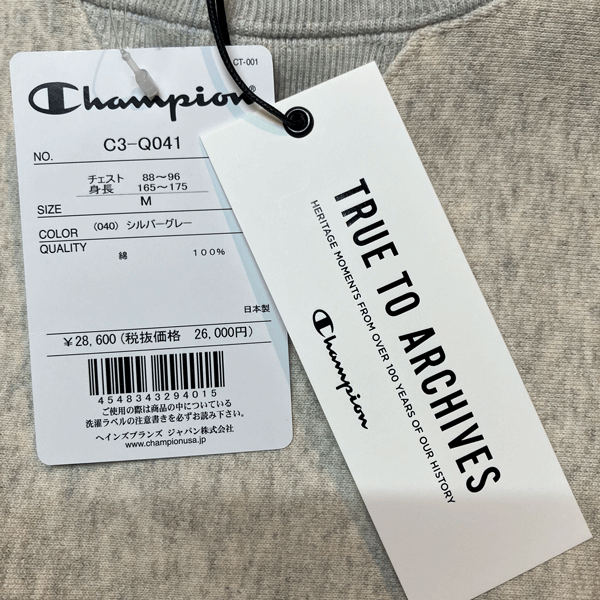 CT-001
Champion®
NO. C3-Q041
チェスト 88〜96
身長 165〜175
SIZE M
COLOR (040) シルバーグレー
QUALITY
綿 100%
日本製
¥28,600(税抜価格 26,000円)
4548343294015
ご使用の際は商品の中についている
洗濯ラベルの注意書きを必ずお読み下さい。
ヘインズブランズ ジャパン株式会社
www.championusa.jp
TRUE TO ARCHIVES
HERITAGE MOMENTS FROM OVER 100 YEARS OF OUR HISTORY
Champion